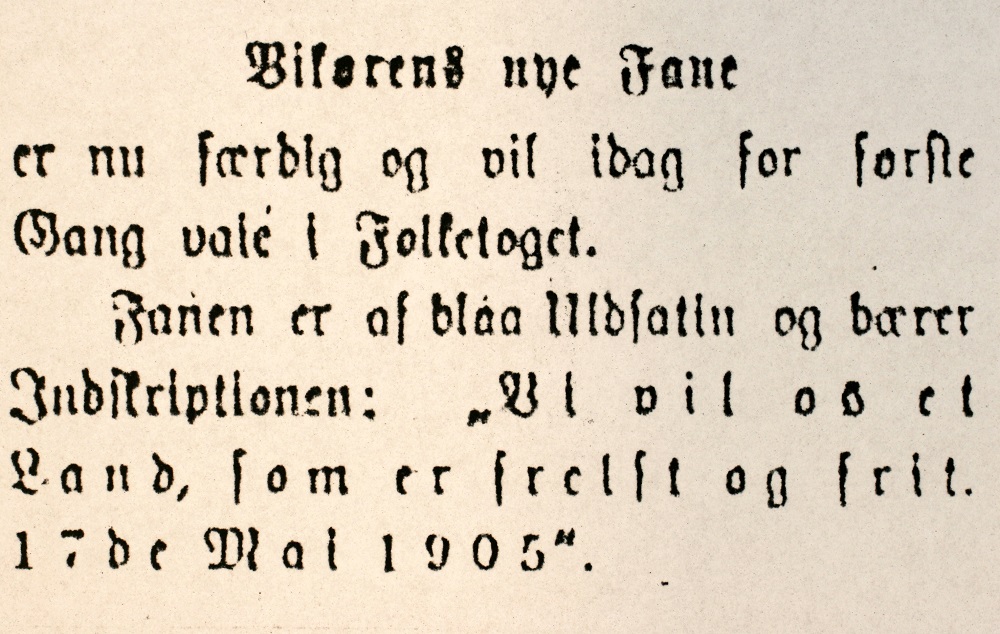 Vikørens nye Fane
er nu færdig og vil idag for første
Gang vaie i Folketoget.
Fanen er af blaa Uldsatin og bærer
Indskriptionen: „Vi vil os et
Land, som er frelst og frit.
17de Mai 1905“.